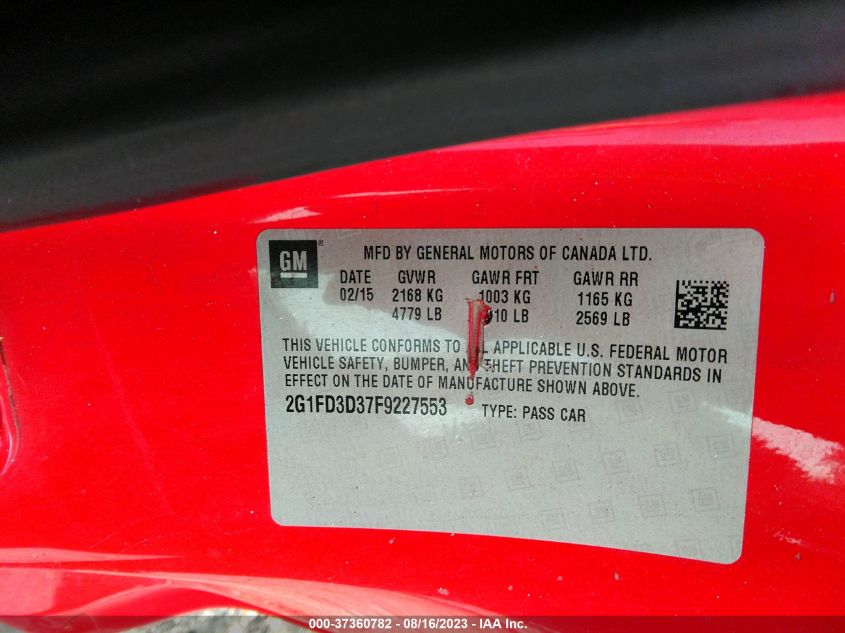 GM ®
MFD BY GENERAL MOTORS OF CANADA LTD.
DATE GVWR GAWR FRT GAWR RR
02/15 2168 KG 1003 KG 1165 KG
4779 LB LB 2569 LB
THIS VEHICLE CONFORMS TO APPLICABLE U.S. FEDERAL MOTOR
VEHICLE SAFETY, BUMPER, AND THEFT PREVENTION STANDARDS IN
EFFECT ON THE DATE OF MANUFACTURE SHOWN ABOVE.
2G1FD3D37F9227553 TYPE: PASS CAR
000-37360782 - 08/16/2023 - IAA Inc.